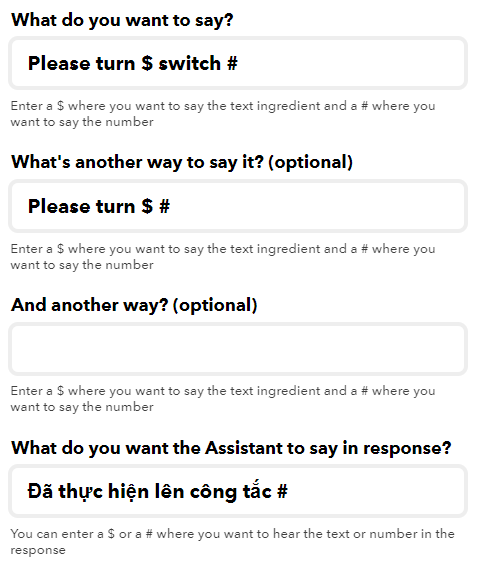 What do you want to say?
Please turn $ switch #
Enter a $ where you want to say the text ingredient and a # where you
want to say the number
What's another way to say it? (optional)
Please turn $ #
Enter a $ where you want to say the text ingredient and a # where you
want to say the number
And another way? (optional)
Enter a $ where you want to say the text ingredient and a # where you
want to say the number
What do you want the Assistant to say in response?
Đã thực hiện lên công tắc #
You can enter a $ or a # where you want to hear the text or number in the
response